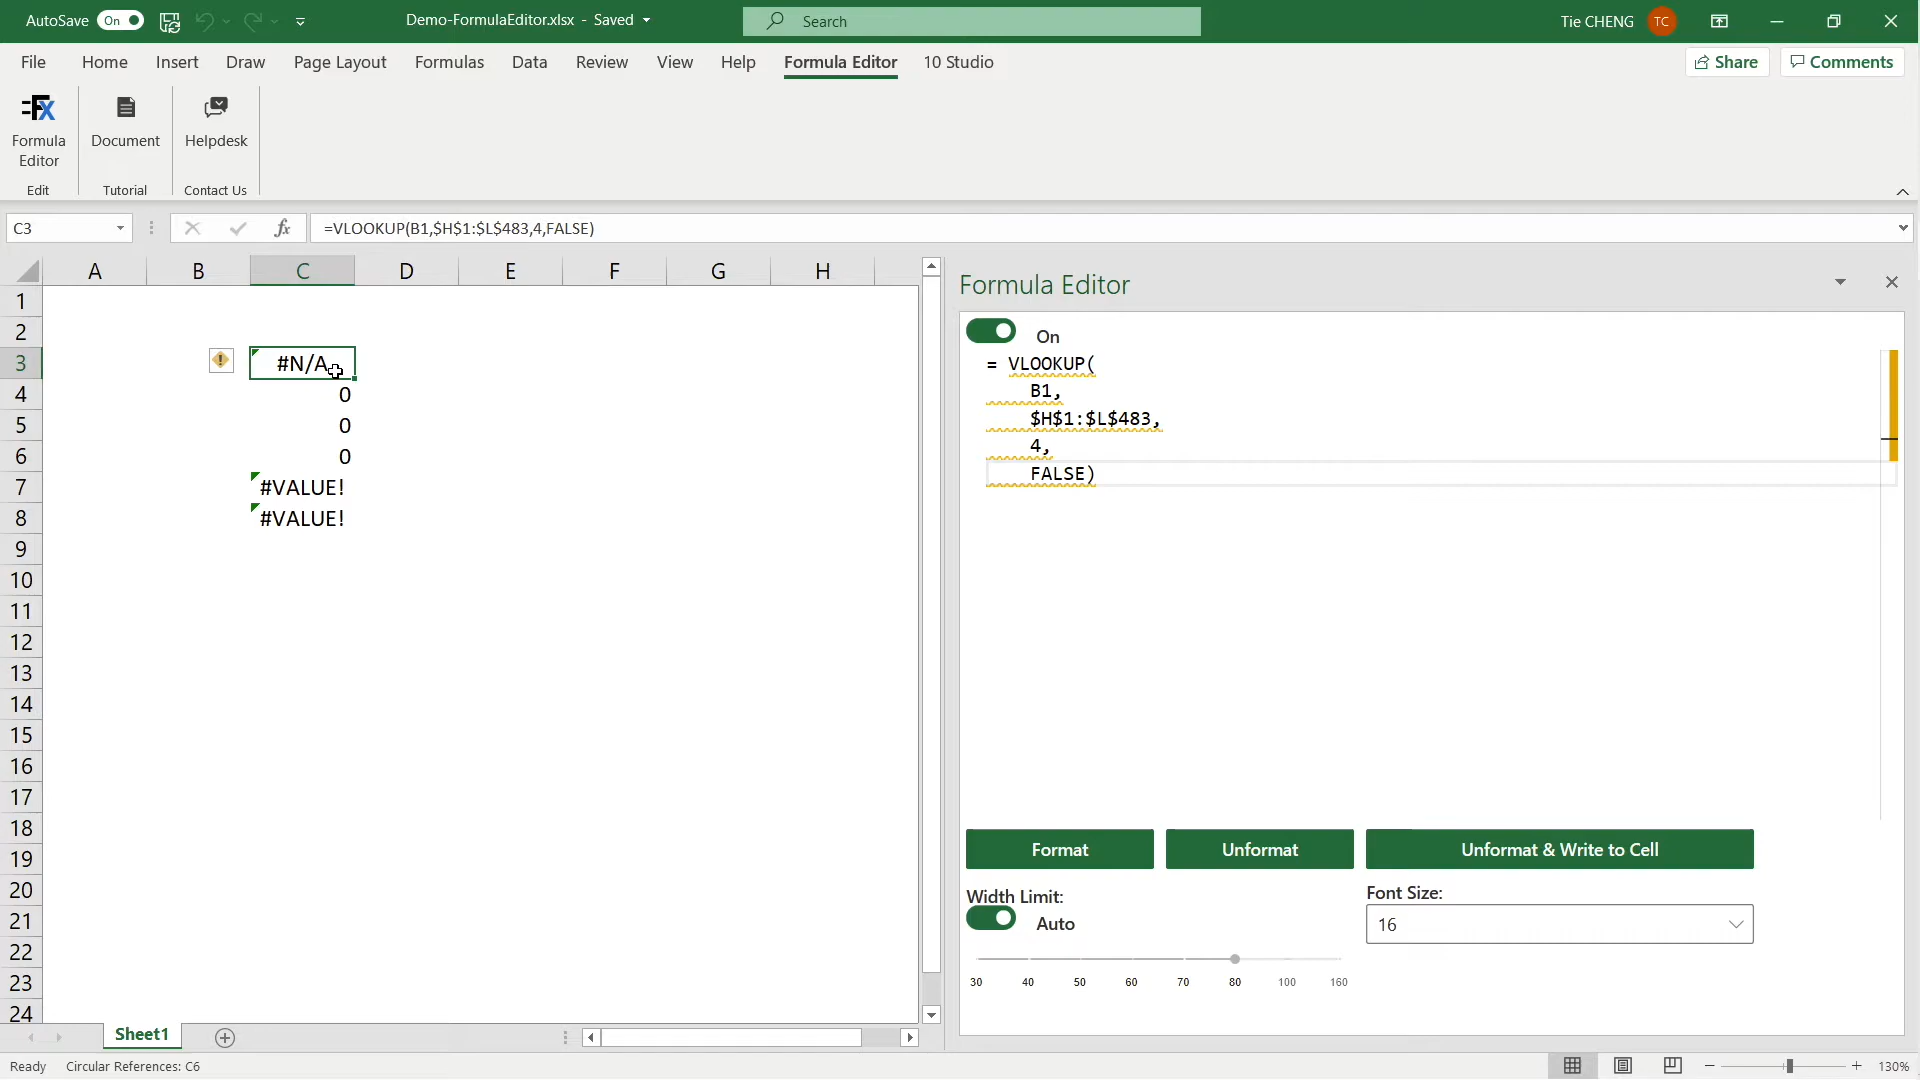 AutoSave On Demo-FormulaEditor.xlsx - Saved Search Tie CHENG TC
File Home Insert Draw Page Layout Formulas Data Review View Help Formula Editor 10 Studio Share Comments
Formula Editor
Document
Helpdesk
Edit Tutorial Contact Us
C3 fx =VLOOKUP(B1,$H$1:$L$483,4,FALSE)
A B C D E F G H
Formula Editor
1
On
2
3 #N/A
= VLOOKUP(
4 0
B1,
5 0
$H$1:$L$483,
6 0
4,
7 #VALUE!
FALSE)
8 #VALUE!
9
10
11
12
13
14
15
16
17
18
19
20
21
22
23
24
Format Unformat Unformat & Write to Cell
Width Limit:
Auto
30 40 50 60 70 80 100 160
Font Size:
16
Sheet1
Ready Circular References: C6 130%